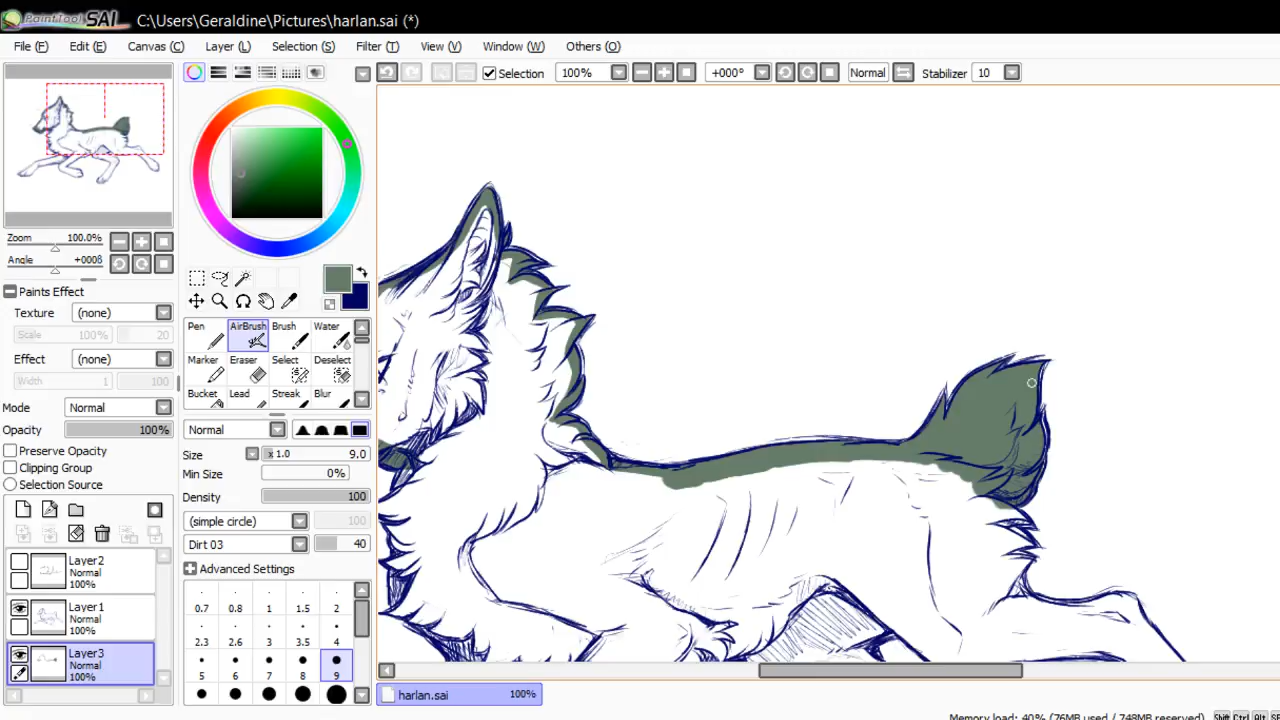 PaintTool SAI C:\Users\Geraldine\Pictures\harlan.sai (*)
File (F) Edit (E) Canvas (C) Layer (L) Selection (S) Filter (T) View (V) Window (W) Others (O)
Selection 100% +000° Normal Stabilizer 10
Zoom 100.0%
Angle +000ß
Paints Effect
Texture (none)
Scale 100% 20
Effect (none)
Width 1 100
Mode Normal
Opacity 100%
Preserve Opacity
Clipping Group
Selection Source
Layer2
Normal
100%
Layer1
Normal
100%
Layer3
Normal
100%
Pen AirBrush Brush Water
Marker Eraser Select Deselect
Bucket Lead Streak Blur
Normal
Size x 1.0 9.0
Min Size 0%
Density 100
(simple circle) 100
Dirt 03 40
Advanced Settings
0.7 0.8 1 1.5 2
2.3 2.6 3 3.5 4
5 6 7 8 9
harlan.sai 100%
Memory load: 40% (76MB used / 748MB reserved) Shift Ctrl Alt